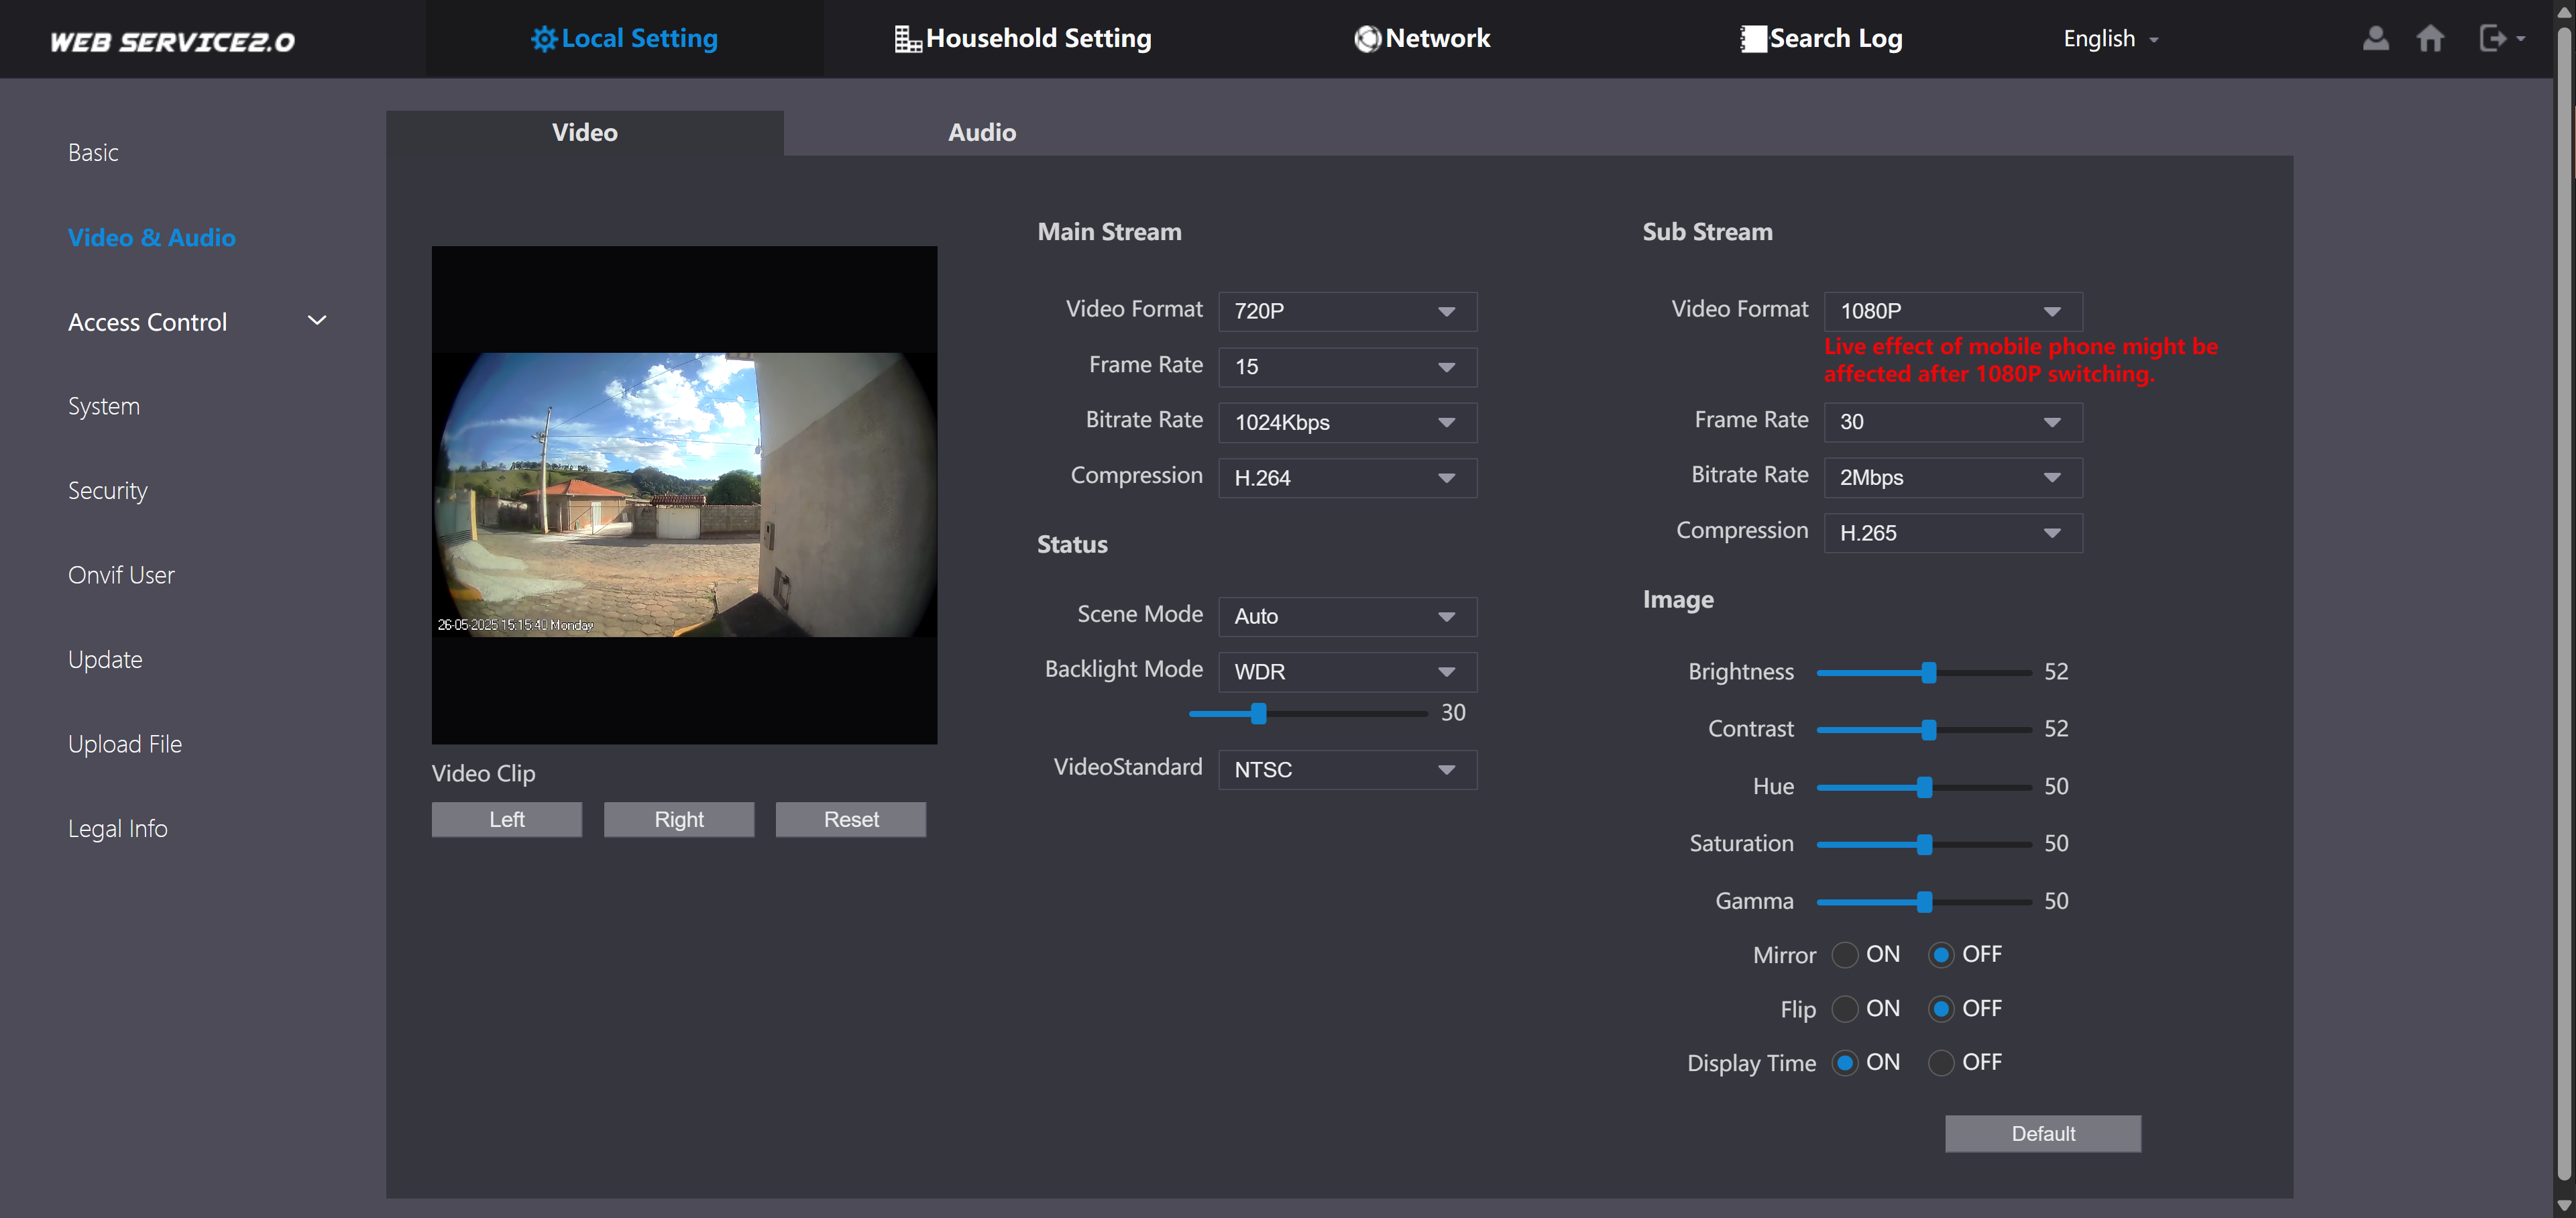 WEB SERVICE2.0
Local Setting
Household Setting
Network
Search Log
English
Basic
Video & Audio
Access Control
System
Security
Onvif User
Update
Upload File
Legal Info
Video
Audio
26-05-2025 15:15:40 Monday
Video Clip
Left
Right
Reset
Main Stream
Video Format 720P
Frame Rate 15
Bitrate Rate 1024Kbps
Compression H.264
Status
Scene Mode Auto
Backlight Mode WDR
30
VideoStandard NTSC
Sub Stream
Video Format 1080P
Live effect of mobile phone might be
affected after 1080P switching.
Frame Rate 30
Bitrate Rate 2Mbps
Compression H.265
Image
Brightness 52
Contrast 52
Hue 50
Saturation 50
Gamma 50
Mirror ON OFF
Flip ON OFF
Display Time ON OFF
Default